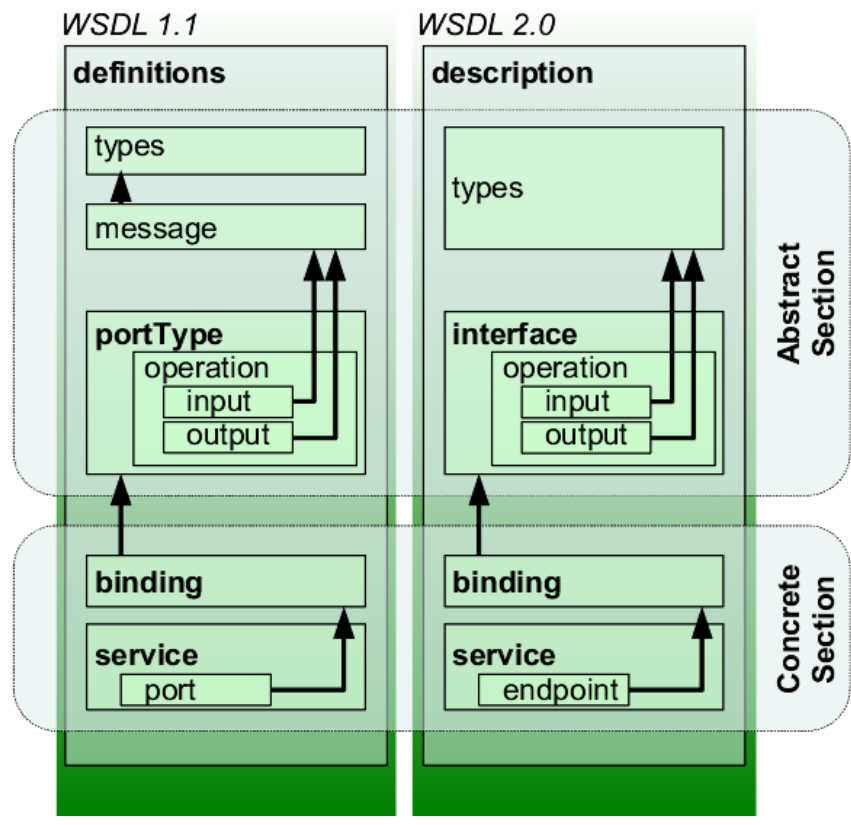 WSDL 1.1
definitions
types
message
portType
operation
input
output
binding
service
port
WSDL 2.0
description
types
interface
operation
input
output
binding
service
endpoint
Abstract
Section
Concrete
Section